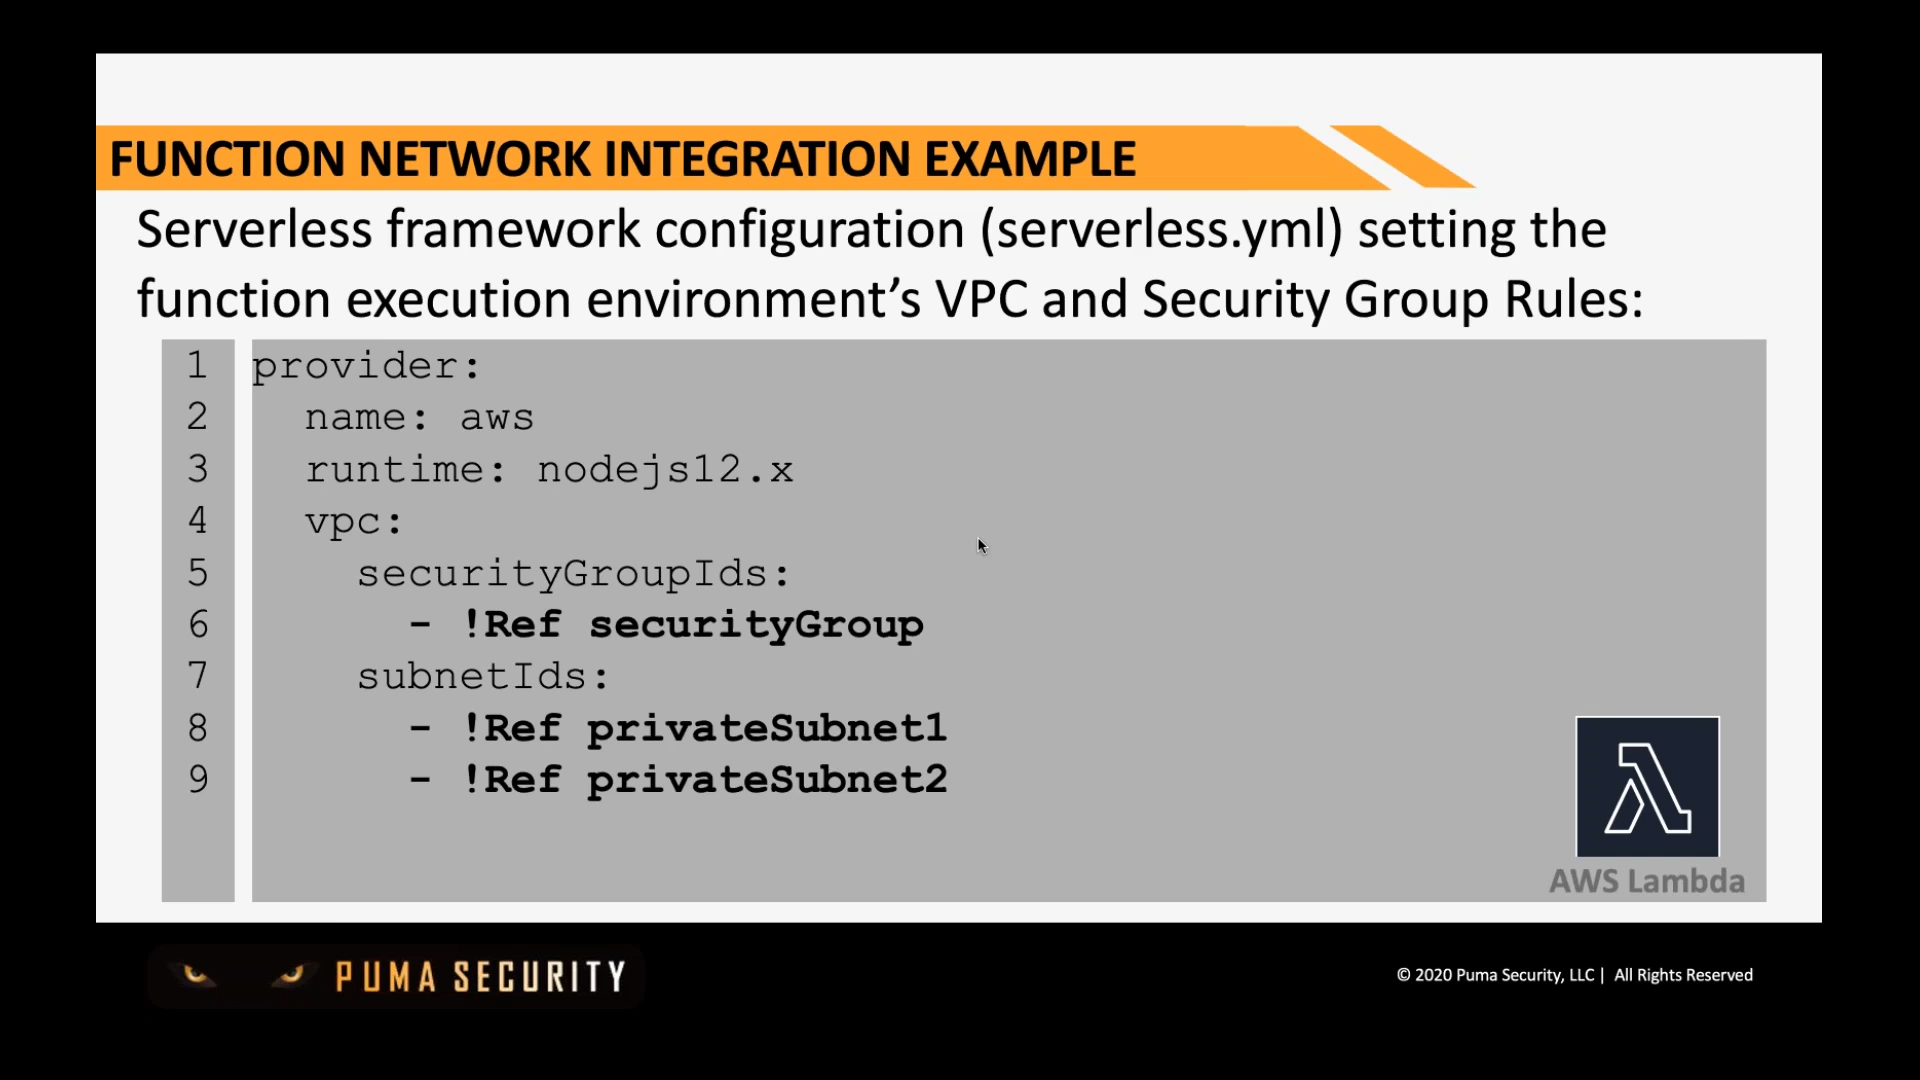 FUNCTION NETWORK INTEGRATION EXAMPLE
Serverless framework configuration (serverless.yml) setting the
function execution environment’s VPC and Security Group Rules:
1 provider:
2   name: aws
3   runtime: nodejs12.x
4   vpc:
5     securityGroupIds:
6       - !Ref securityGroup
7     subnetIds:
8       - !Ref privateSubnet1
9       - !Ref privateSubnet2
AWS Lambda
PUMA SECURITY
© 2020 Puma Security, LLC | All Rights Reserved